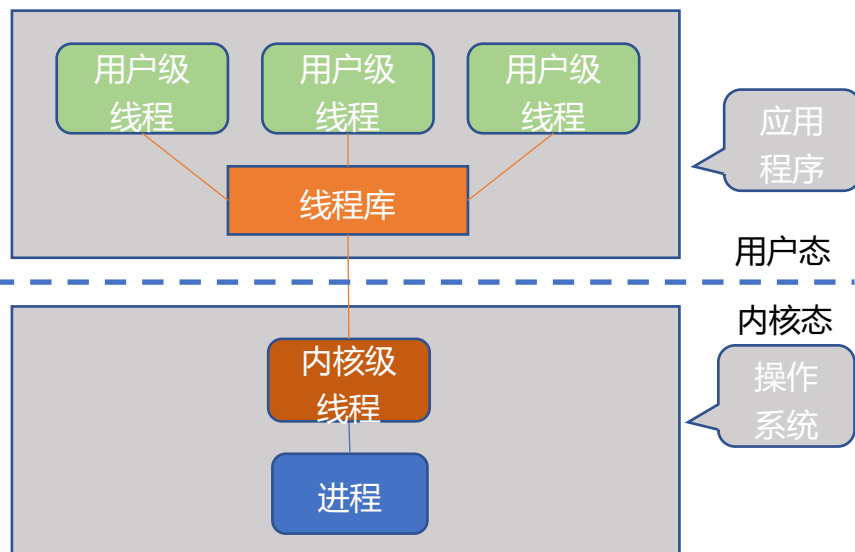 用户级
线程
用户级
线程
用户级
线程
应用
程序
线程库
用户态
内核态
内核级
线程
操作
系统
进程